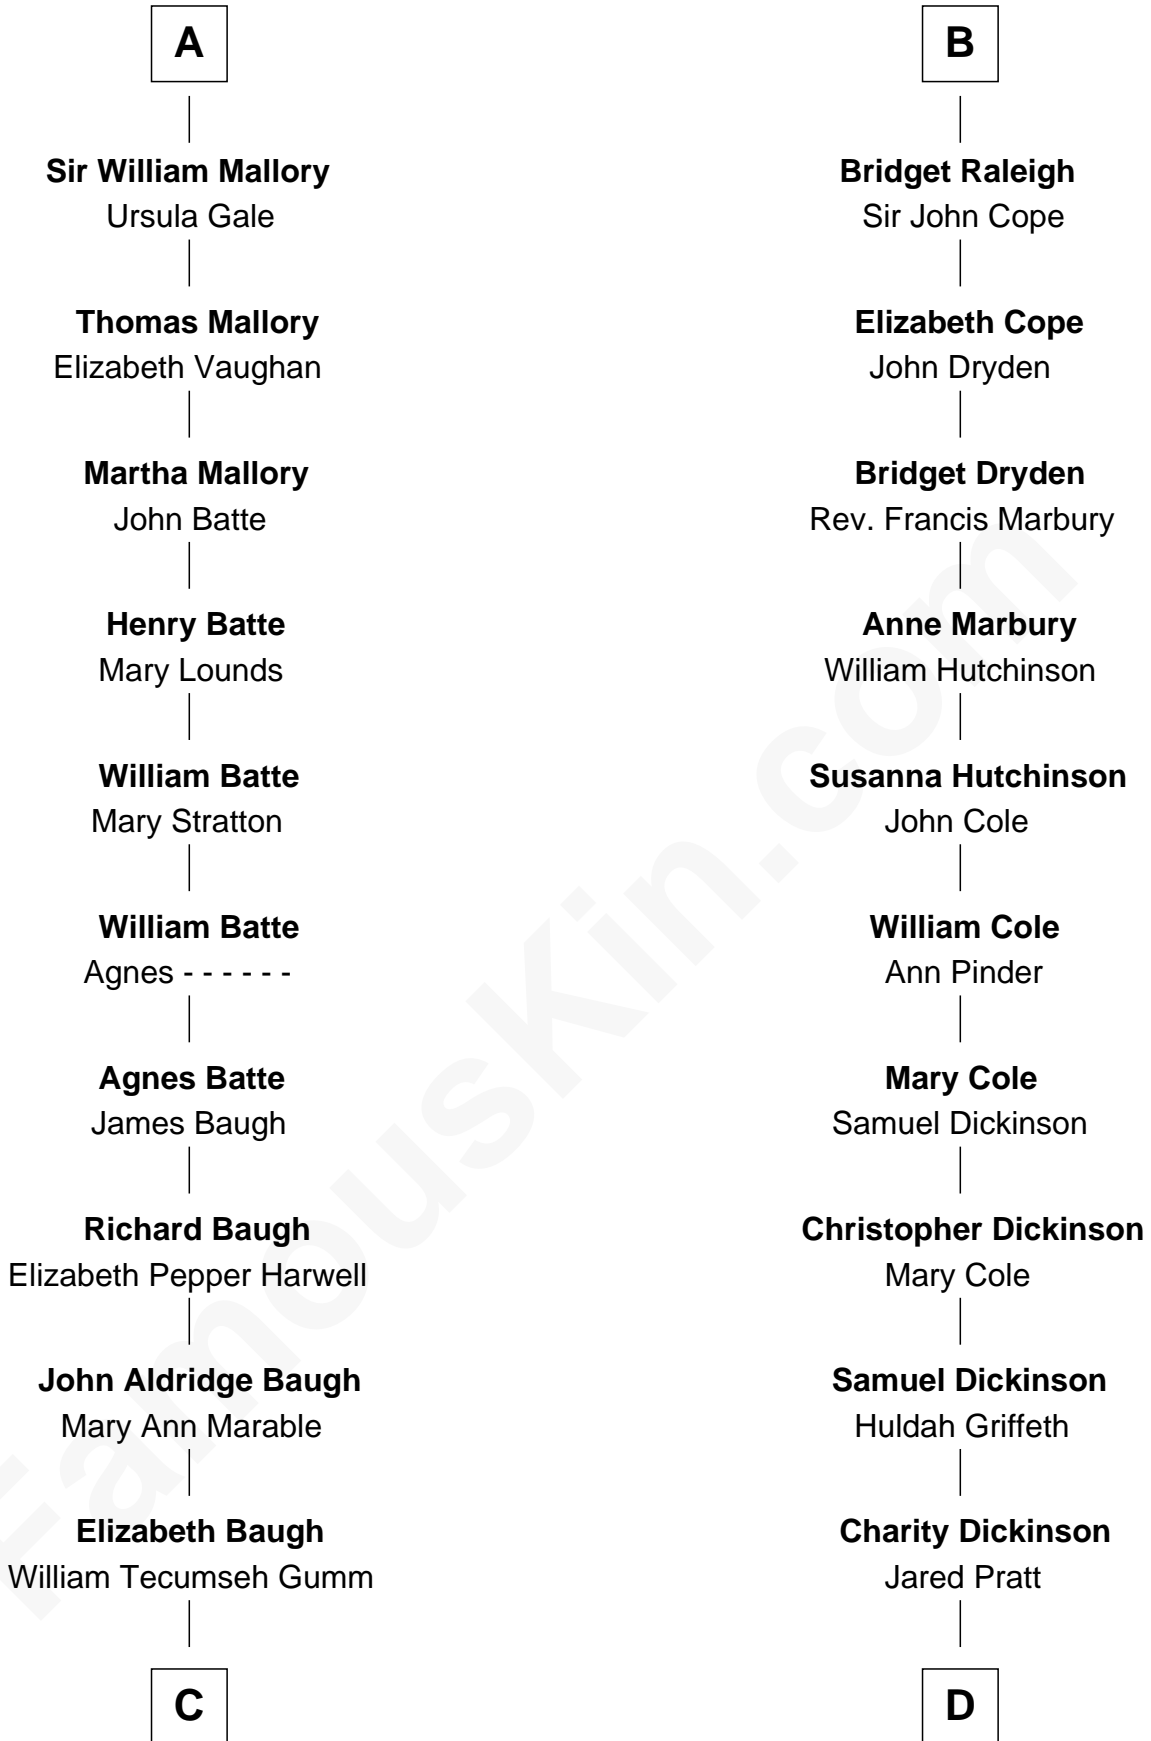 A
Sir William Mallory
Ursula Gale
Thomas Mallory
Elizabeth Vaughan
Martha Mallory
John Batte
Henry Batte
Mary Lounds
William Batte
Mary Stratton
William Batte
Agnes - - - - - -
Agnes Batte
James Baugh
Richard Baugh
Elizabeth Pepper Harwell
John Aldridge Baugh
Mary Ann Marable
Elizabeth Baugh
William Tecumseh Gumm
C
B
Bridget Raleigh
Sir John Cope
Elizabeth Cope
John Dryden
Bridget Dryden
Rev. Francis Marbury
Anne Marbury
William Hutchinson
Susanna Hutchinson
John Cole
William Cole
Ann Pinder
Mary Cole
Samuel Dickinson
Christopher Dickinson
Mary Cole
Samuel Dickinson
Huldah Griffeth
Charity Dickinson
Jared Pratt
D
FamousKin.com